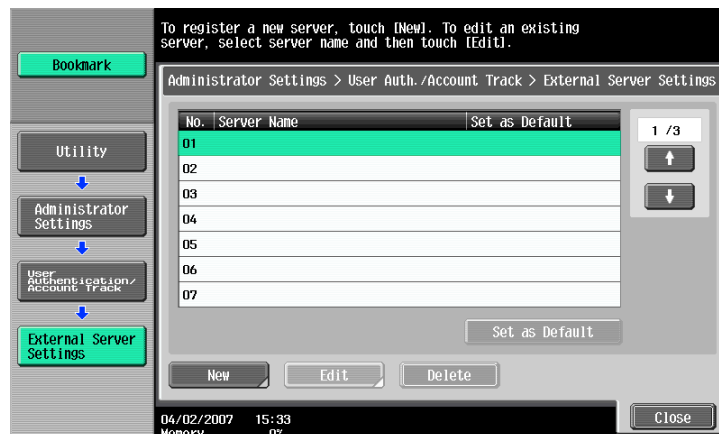 To register a new server, touch [New]. To edit an existing
server, select server name and then touch [Edit].
Bookmark
Administrator Settings > User Auth./Account Track > External Server Settings
No. Server Name Set as Default
01
02
03
04
05
06
07
1 /3
Utility
Administrator
Settings
User
Authentication/
Account Track
External Server
Settings
Set as Default
New Edit Delete
04/02/2007 15:33
Memory 0%
Close